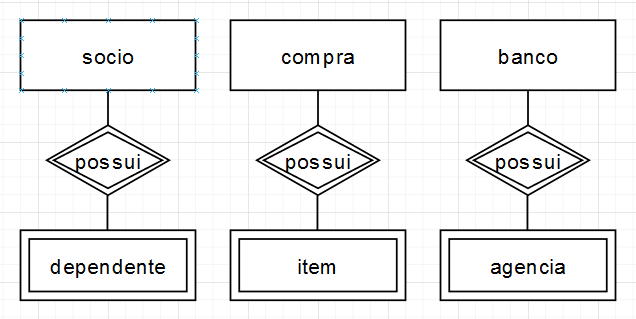 socio compra banco
possui possui possui
dependente item agencia